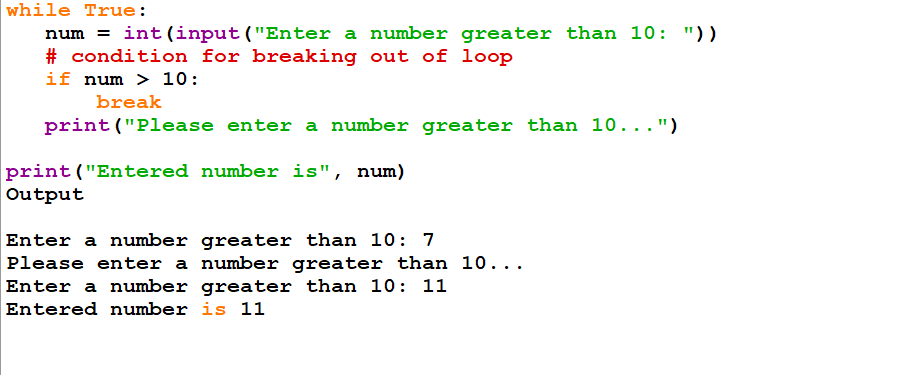 while True:
   num = int(input("Enter a number greater than 10: "))
   # condition for breaking out of loop
   if num > 10:
       break
   print("Please enter a number greater than 10...")

print("Entered number is", num)
Output

Enter a number greater than 10: 7
Please enter a number greater than 10...
Enter a number greater than 10: 11
Entered number is 11